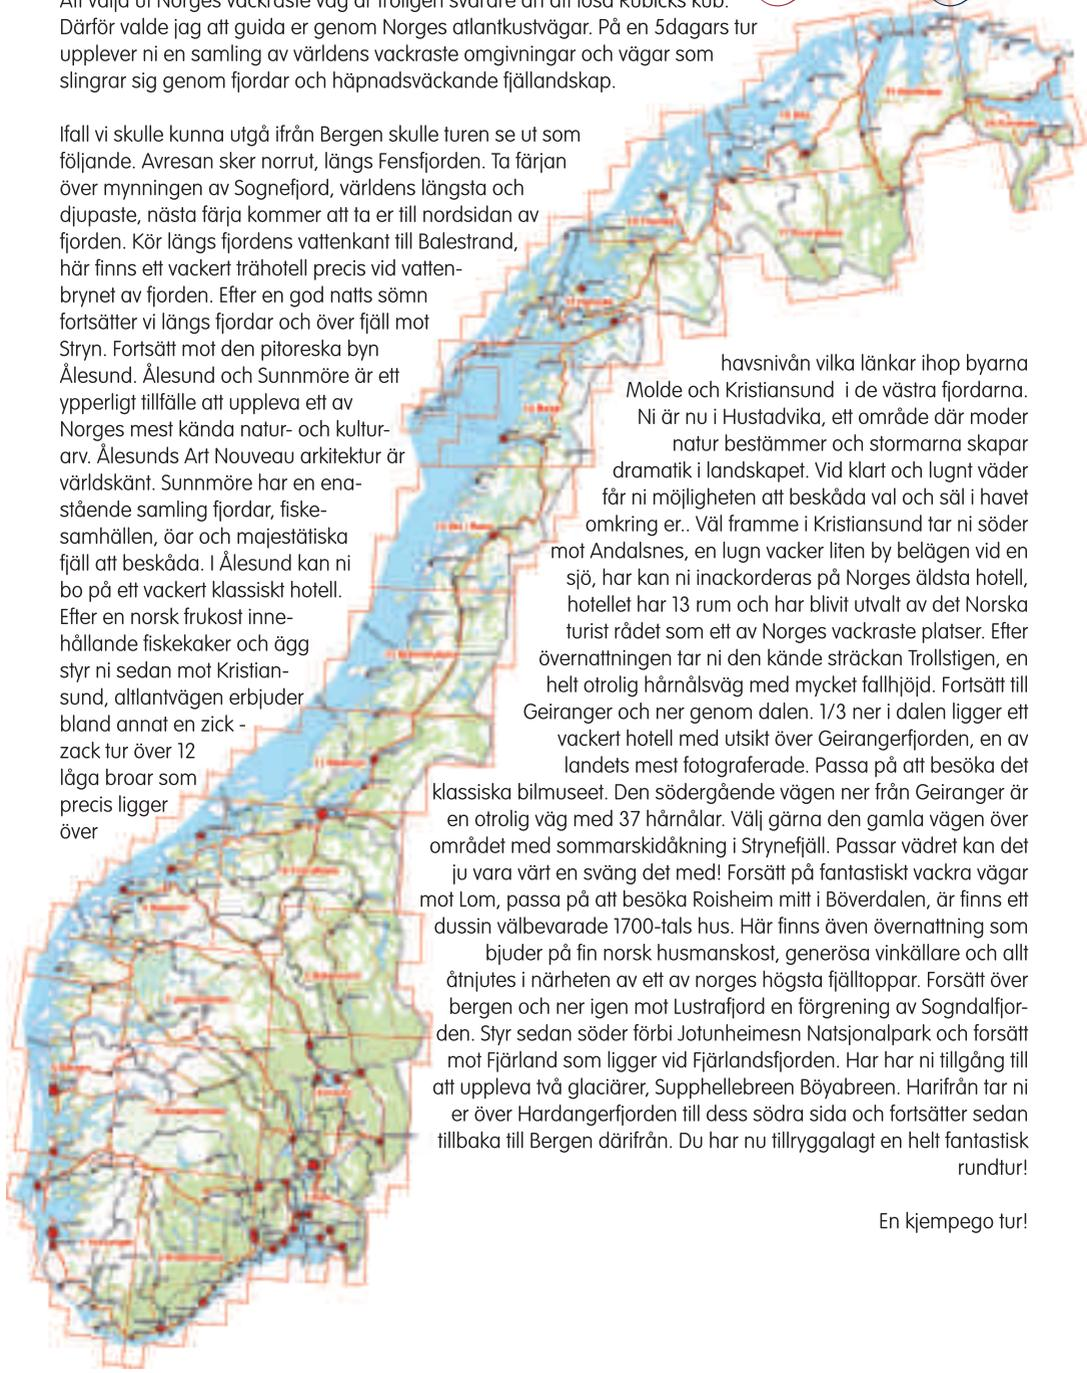 Att välja ut Norges vackraste väg är troligen svårare än att lösa Rubicks kub.
Därför valde jag att guida er genom Norges atlantkustvägar. På en 5dagars tur
upplever ni en samling av världens vackraste omgivningar och vägar som
slingrar sig genom fjordar och häpnadsväckande fjällandskap.
Ifall vi skulle kunna utgå ifrån Bergen skulle turen se ut som
följande. Avresan sker norrut, längs Fensfjorden. Ta färjan
över mynningen av Sognefjord, världens längsta och
djupaste, nästa färja kommer att ta er till nordsidan av
fjorden. Kör längs fjordens vattenkant till Balestrand,
här finns ett vackert trähotell precis vid vatten-
brynet av fjorden. Efter en god natts sömn
fortsätter vi längs fjordar och över fjäll mot
Stryn. Fortsätt mot den pitoreska byn
Ålesund. Ålesund och Sunnmöre är ett
ypperligt tillfälle att uppleva ett av
Norges mest kända natur- och kultur-
arv. Ålesunds Art Nouveau arkitektur är
världskänt. Sunnmöre har en ena-
stående samling fjordar, fiske-
samhällen, öar och majestätiska
fjäll att beskåda. I Ålesund kan ni
bo på ett vackert klassiskt hotell.
Efter en norsk frukost inne-
hållande fiskekaker och ägg
styr ni sedan mot Kristian-
sund, altlantvägen erbjuder
bland annat en zick -
zack tur över 12
låga broar som
precis ligger
över
havsnivån vilka länkar ihop byarna
Molde och Kristiansund i de västra fjordarna.
Ni är nu i Hustadvika, ett område där moder
natur bestämmer och stormarna skapar
dramatik i landskapet. Vid klart och lugnt väder
får ni möjligheten att beskåda val och säl i havet
omkring er.. Väl framme i Kristiansund tar ni söder
mot Andalsnes, en lugn vacker liten by belägen vid en
sjö, har kan ni inackorderas på Norges äldsta hotell,
hotellet har 13 rum och har blivit utvalt av det Norska
turist rådet som ett av Norges vackraste platser. Efter
övernattningen tar ni den kände sträckan Trollstigen, en
helt otrolig hårnålsväg med mycket fallhjöjd. Fortsätt till
Geiranger och ner genom dalen. 1/3 ner i dalen ligger ett
vackert hotell med utsikt över Geirangerfjorden, en av
landets mest fotograferade. Passa på att besöka det
klassiska bilmuseet. Den södergående vägen ner från Geiranger är
en otrolig väg med 37 hårnålar. Välj gärna den gamla vägen över
området med sommarskidåkning i Strynefjäll. Passar vädret kan det
ju vara värt en sväng det med! Forsätt på fantastiskt vackra vägar
mot Lom, passa på att besöka Roisheim mitt i Böverdalen, är finns ett
dussin välbevarade 1700-tals hus. Här finns även övernattning som
bjuder på fin norsk husmanskost, generösa vinkällare och allt
åtnjutes i närheten av ett av norges högsta fjälltoppar. Forsätt över
bergen och ner igen mot Lustrafjord en förgrening av Sogndalfjor-
den. Styr sedan söder förbi Jotunheimesn Natsjonalpark och forsätt
mot Fjärland som ligger vid Fjärlandsfjorden. Har har ni tillgång till
att uppleva två glaciärer, Supphellebreen Böyabreen. Harifrån tar ni
er över Hardangerfjorden till dess södra sida och fortsätter sedan
tillbaka till Bergen därifrån. Du har nu tillryggalagt en helt fantastisk
rundtur!
En kjempego tur!